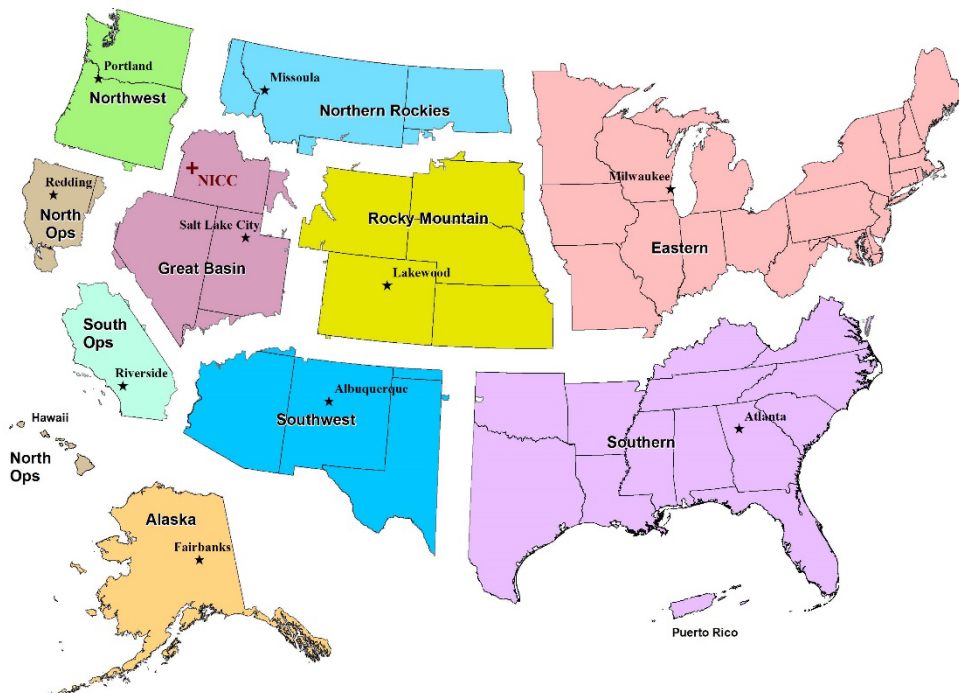 Portland
Northwest
Missoula
Northern Rockies
NICC
Redding
North
Ops
Salt Lake City
Great Basin
Rocky Mountain
Lakewood
Milwaukee
Eastern
South
Ops
Riverside
Albuquerque
Southwest
Atlanta
Southern
Hawaii
North
Ops
Alaska
Fairbanks
Puerto Rico